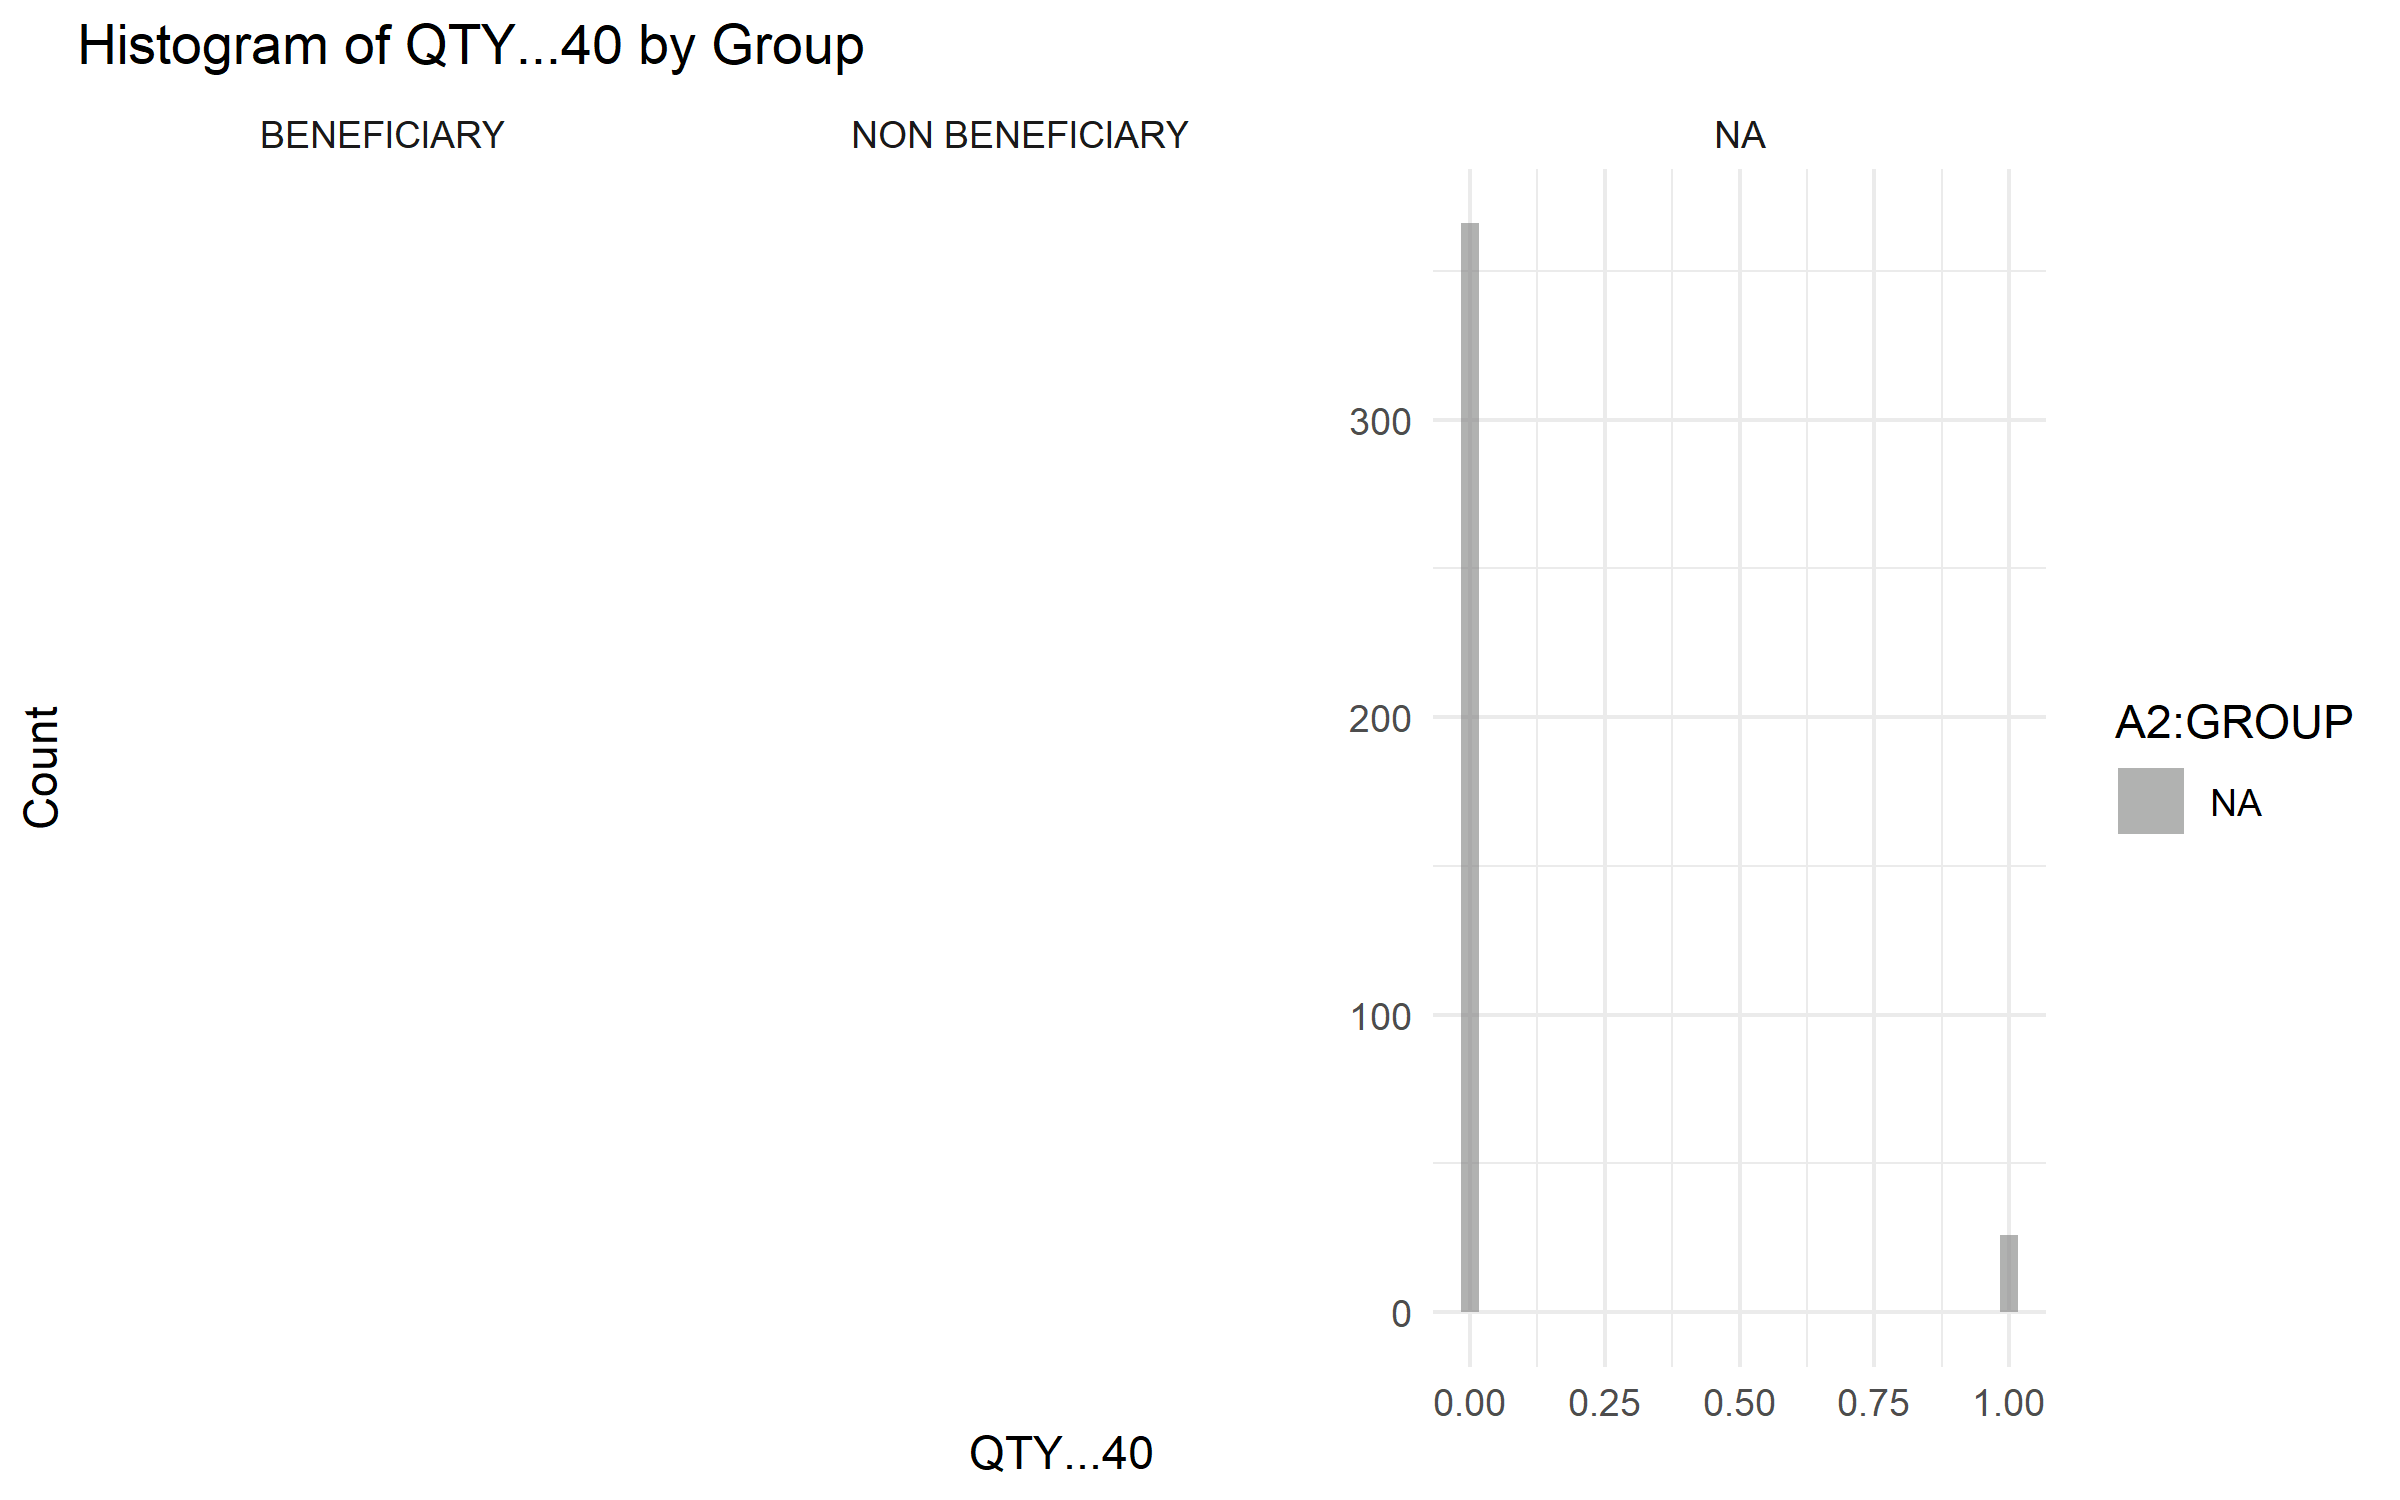 Histogram of QTY...40 by Group
BENEFICIARY
NON BENEFICIARY
NA
Count
300
200
100
0
0.00
0.25
0.50
0.75
1.00
QTY...40
A2:GROUP
NA